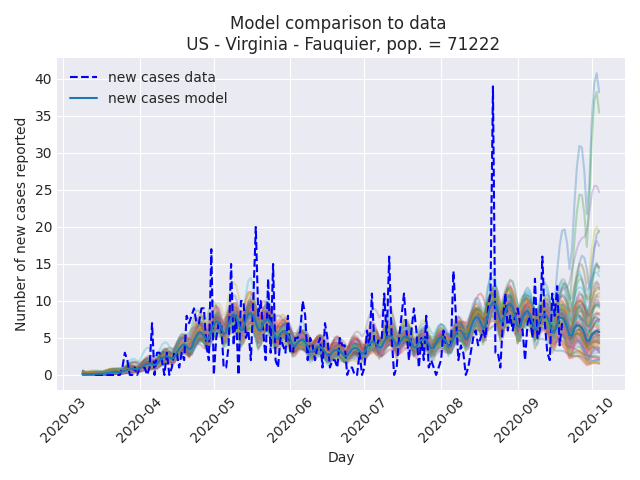 Model comparison to data
US - Virginia - Fauquier, pop. = 71222
new cases data
new cases model
Number of new cases reported
40
35
30
25
20
15
10
5
0
2020-03
2020-04
2020-05
2020-06
2020-07
2020-08
2020-09
2020-10
Day